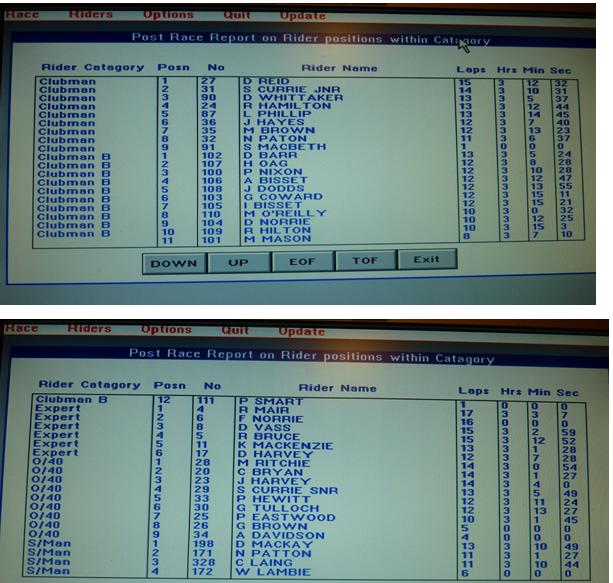 Race Riders Options Quit Update
Post Race Report on Rider positions within Catagory
Rider Catagory Posn No Rider Name Laps Hrs Min Sec
Clubman 1 27 D REID 15 3 12 32
Clubman 2 31 S CURRIE JNR 14 3 10 31
Clubman 3 90 D WHITTAKER 13 3 5 37
Clubman 4 24 R HAMILTON 13 3 12 44
Clubman 5 87 L PHILLIP 13 3 14 45
Clubman 6 36 J HAYES 12 3 7 40
Clubman 7 35 M BROWN 12 3 13 23
Clubman 8 32 N PATON 11 3 6 37
Clubman 9 91 S MACBETH 1 0 0 0
Clubman B 1 102 D BARR 13 3 5 24
Clubman B 2 107 H OAG 12 3 8 28
Clubman B 3 100 P NIXON 12 3 10 28
Clubman B 4 106 A BISSET 12 3 12 47
Clubman B 5 108 J DODDS 12 3 13 55
Clubman B 6 103 G COWARD 12 3 15 11
Clubman B 7 105 I BISSET 12 3 15 21
Clubman B 8 110 M O'REILLY 10 3 0 32
Clubman B 9 104 D NORRIE 10 3 12 25
Clubman B 10 109 R HILTON 10 3 15 3
Clubman B 11 101 M MASON 8 3 7 10
DOWN UP EOF TOF Exit
Race Riders Options Quit Update
Post Race Report on Rider positions within Catagory
Rider Catagory Posn No Rider Name Laps Hrs Min Sec
Clubman B 12 111 P SMART 1 0 0 0
Expert 1 4 R MAIR 17 3 3 7
Expert 2 6 F NORRIE 16 0 0 0
Expert 3 8 D VASS 15 3 2 59
Expert 4 5 R BRUCE 15 3 12 52
Expert 5 11 K MACKENZIE 13 3 1 28
Expert 6 17 D HARVEY 12 3 7 28
O/40 1 28 M RITCHIE 14 3 0 54
O/40 2 20 C BRYAN 14 3 1 27
O/40 3 23 J HARVEY 14 3 4 0
O/40 4 29 S CURRIE SNR 13 3 5 49
O/40 5 33 P HEWITT 12 3 11 24
O/40 6 30 G TULLOCH 12 3 13 27
O/40 7 25 P EASTWOOD 10 3 1 45
O/40 8 26 G BROWN 5 0 0 0
O/40 9 34 A DAVIDSON 4 0 0 0
S/Man 1 198 D MACKAY 13 3 10 49
S/Man 2 171 N PATTON 11 3 1 27
S/Man 3 328 C LAING 11 3 10 44
S/Man 4 172 W LAMBIE 6 0 0 0